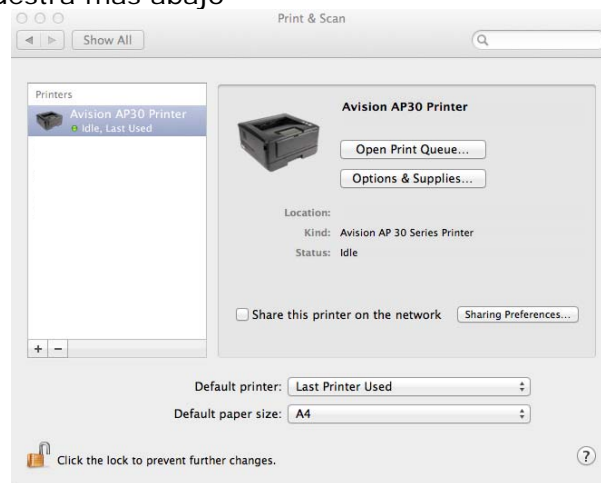 uestra más abajo
Print & Scan
Show All
Printers
Avision AP30 Printer
Idle, Last Used
Avision AP30 Printer
Open Print Queue...
Options & Supplies...
Location:
Kind: Avision AP 30 Series Printer
Status: Idle
Share this printer on the network Sharing Preferences...
+ −
Default printer: Last Printer Used
Default paper size: A4
Click the lock to prevent further changes.
?